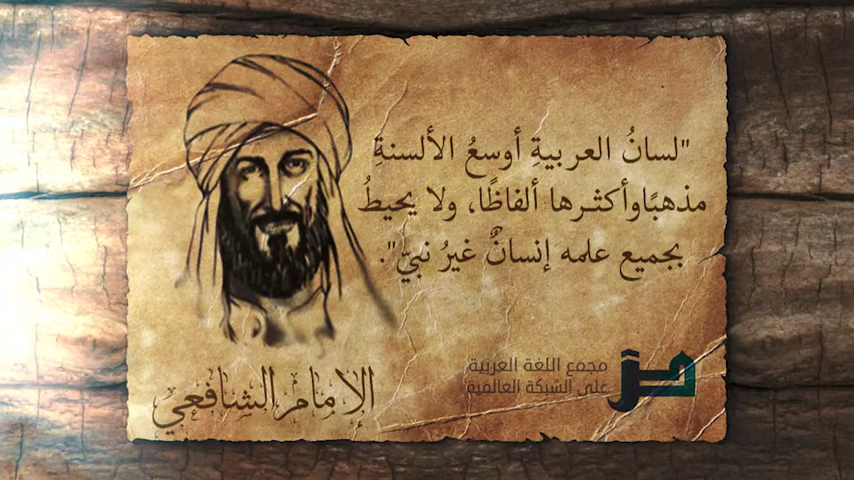 "لسانُ العربيةِ أوسعُ الألسنةِ
مذهبًاوأكثرها ألفاظًا، ولا يحيطُ
بجميع علمه إنسانٌ غيرُ نبيّ".
الإمام الشافعي
مجمع اللغة العربية
على الشبكة العالمية